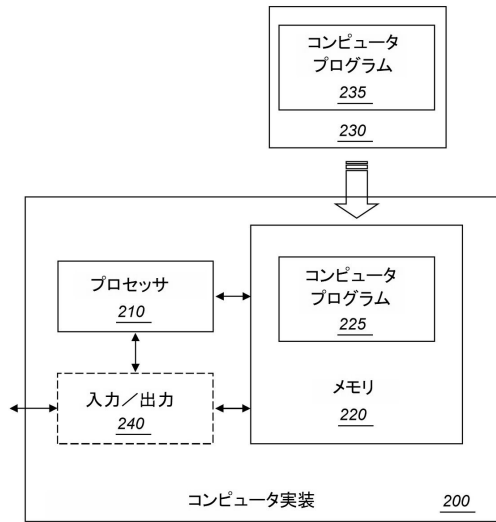 コンピュータ
プログラム
235
230
コンピュータ
プログラム
225
プロセッサ
210
入力／出力
240
メモリ
220
コンピュータ実装
200